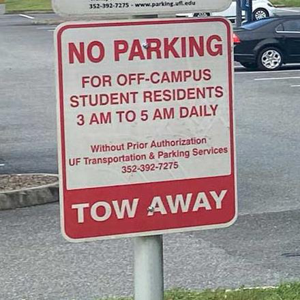 352-392-7275 www.parking.ufl.edu
NO PARKING
FOR OFF-CAMPUS
STUDENT RESIDENTS
3 AM TO 5 AM DAILY
Without Prior Authorization
UF Transportation & Parking Services
352-392-7275
TOW AWAY